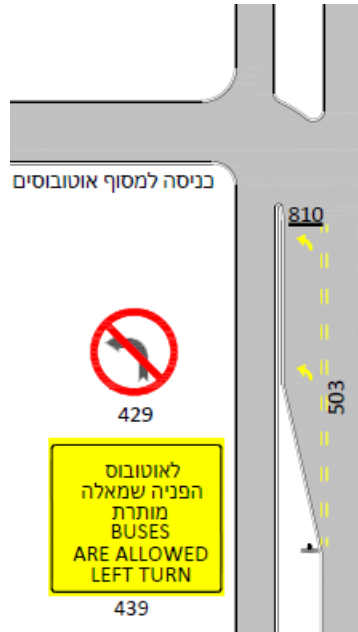 כניסה למסוף אוטובוסים
810
503
429
לאוטובוס
הפניה שמאלה
מותרת
BUSES
ARE ALLOWED
LEFT TURN
439